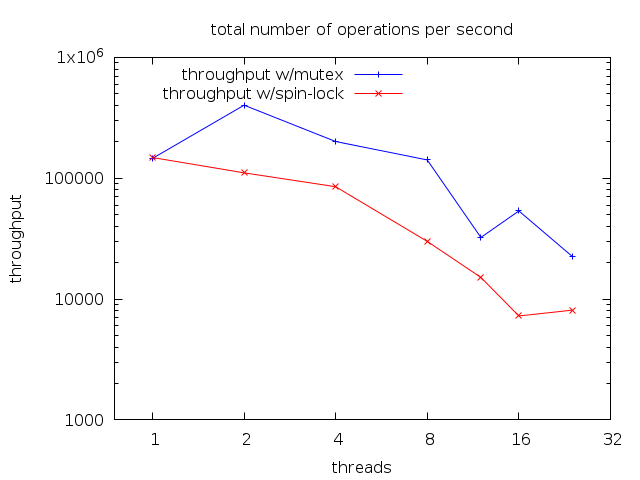 total number of operations per second
1x10^6
throughput w/mutex
throughput w/spin-lock
100000
throughput
10000
1000
1 2 4 8 16 32
threads